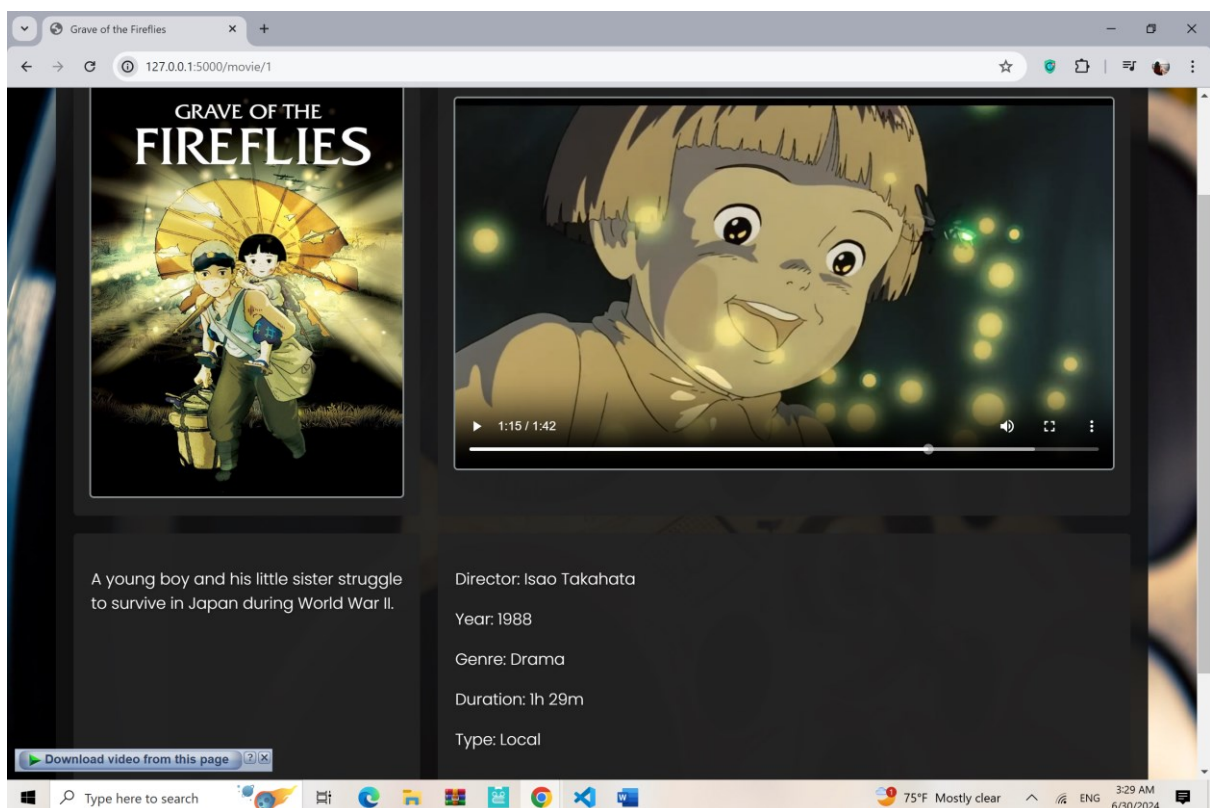 Grave of the Fireflies
127.0.0.1:5000/movie/1
GRAVE OF THE
FIREFLIES
1:15 / 1:42
A young boy and his little sister struggle
to survive in Japan during World War II.
Director: Isao Takahata
Year: 1988
Genre: Drama
Duration: 1h 29m
Type: Local
Download video from this page
Type here to search
75°F Mostly clear
ENG
3:29 AM
6/30/2024